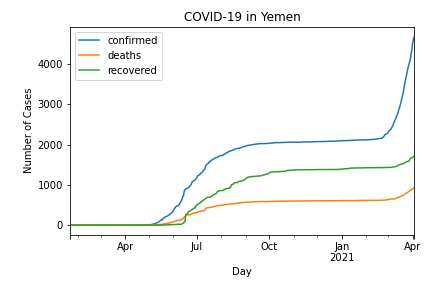 COVID-19 in Yemen
confirmed
deaths
recovered
Number of Cases
4000
3000
2000
1000
0
Apr
Jul
Oct
Jan
2021
Apr
Day